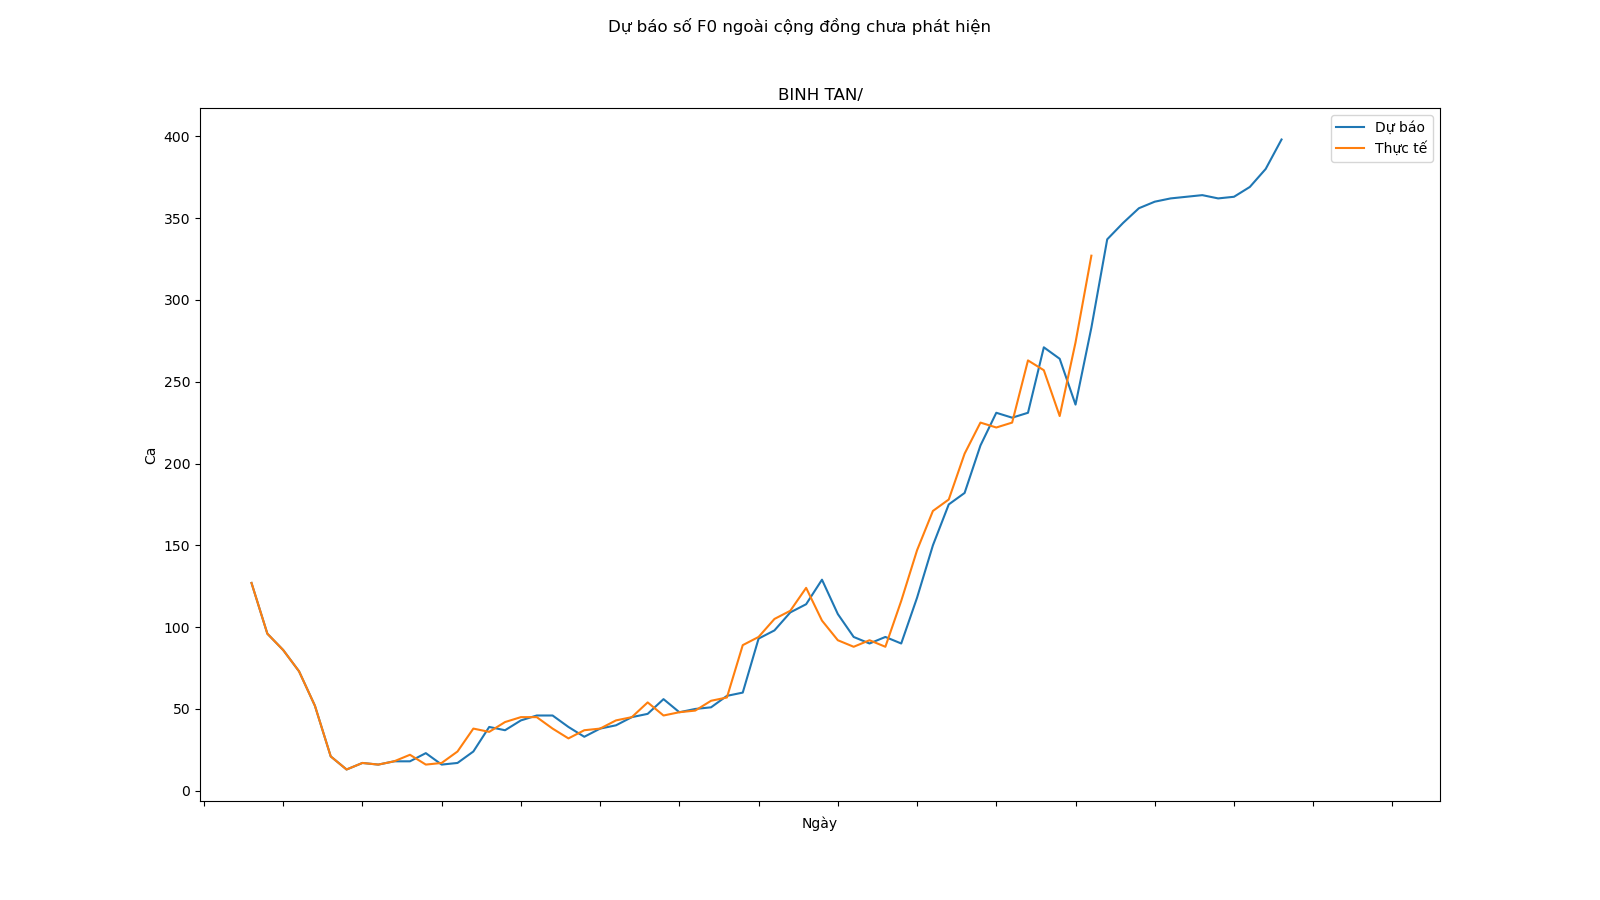 Dự báo số F0 ngoài cộng đồng chưa phát hiện
BINH TAN/
Dự báo
Thực tế
400
350
300
250
200
150
100
50
0
Ca
Ngày